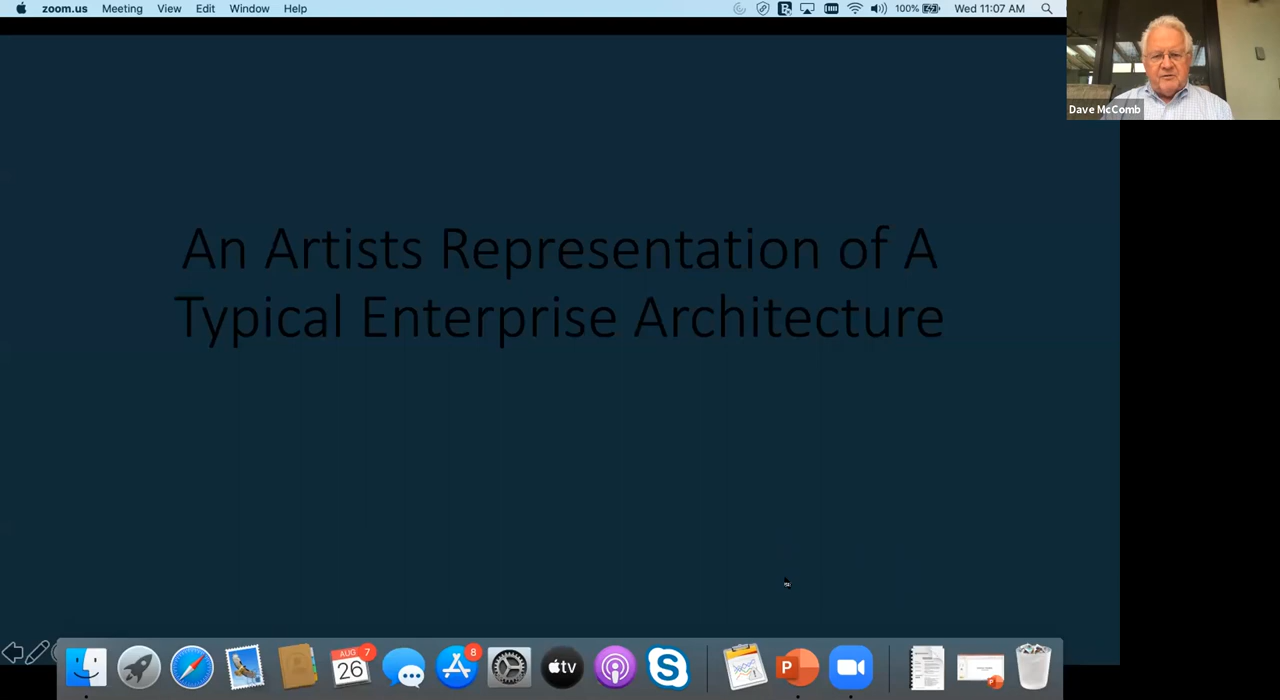 zoom.us Meeting View Edit Window Help 100% Wed 11:07 AM
Dave McComb
An Artists Representation of A
Typical Enterprise Architecture
AUG 7
26
8
tv
P
S
P